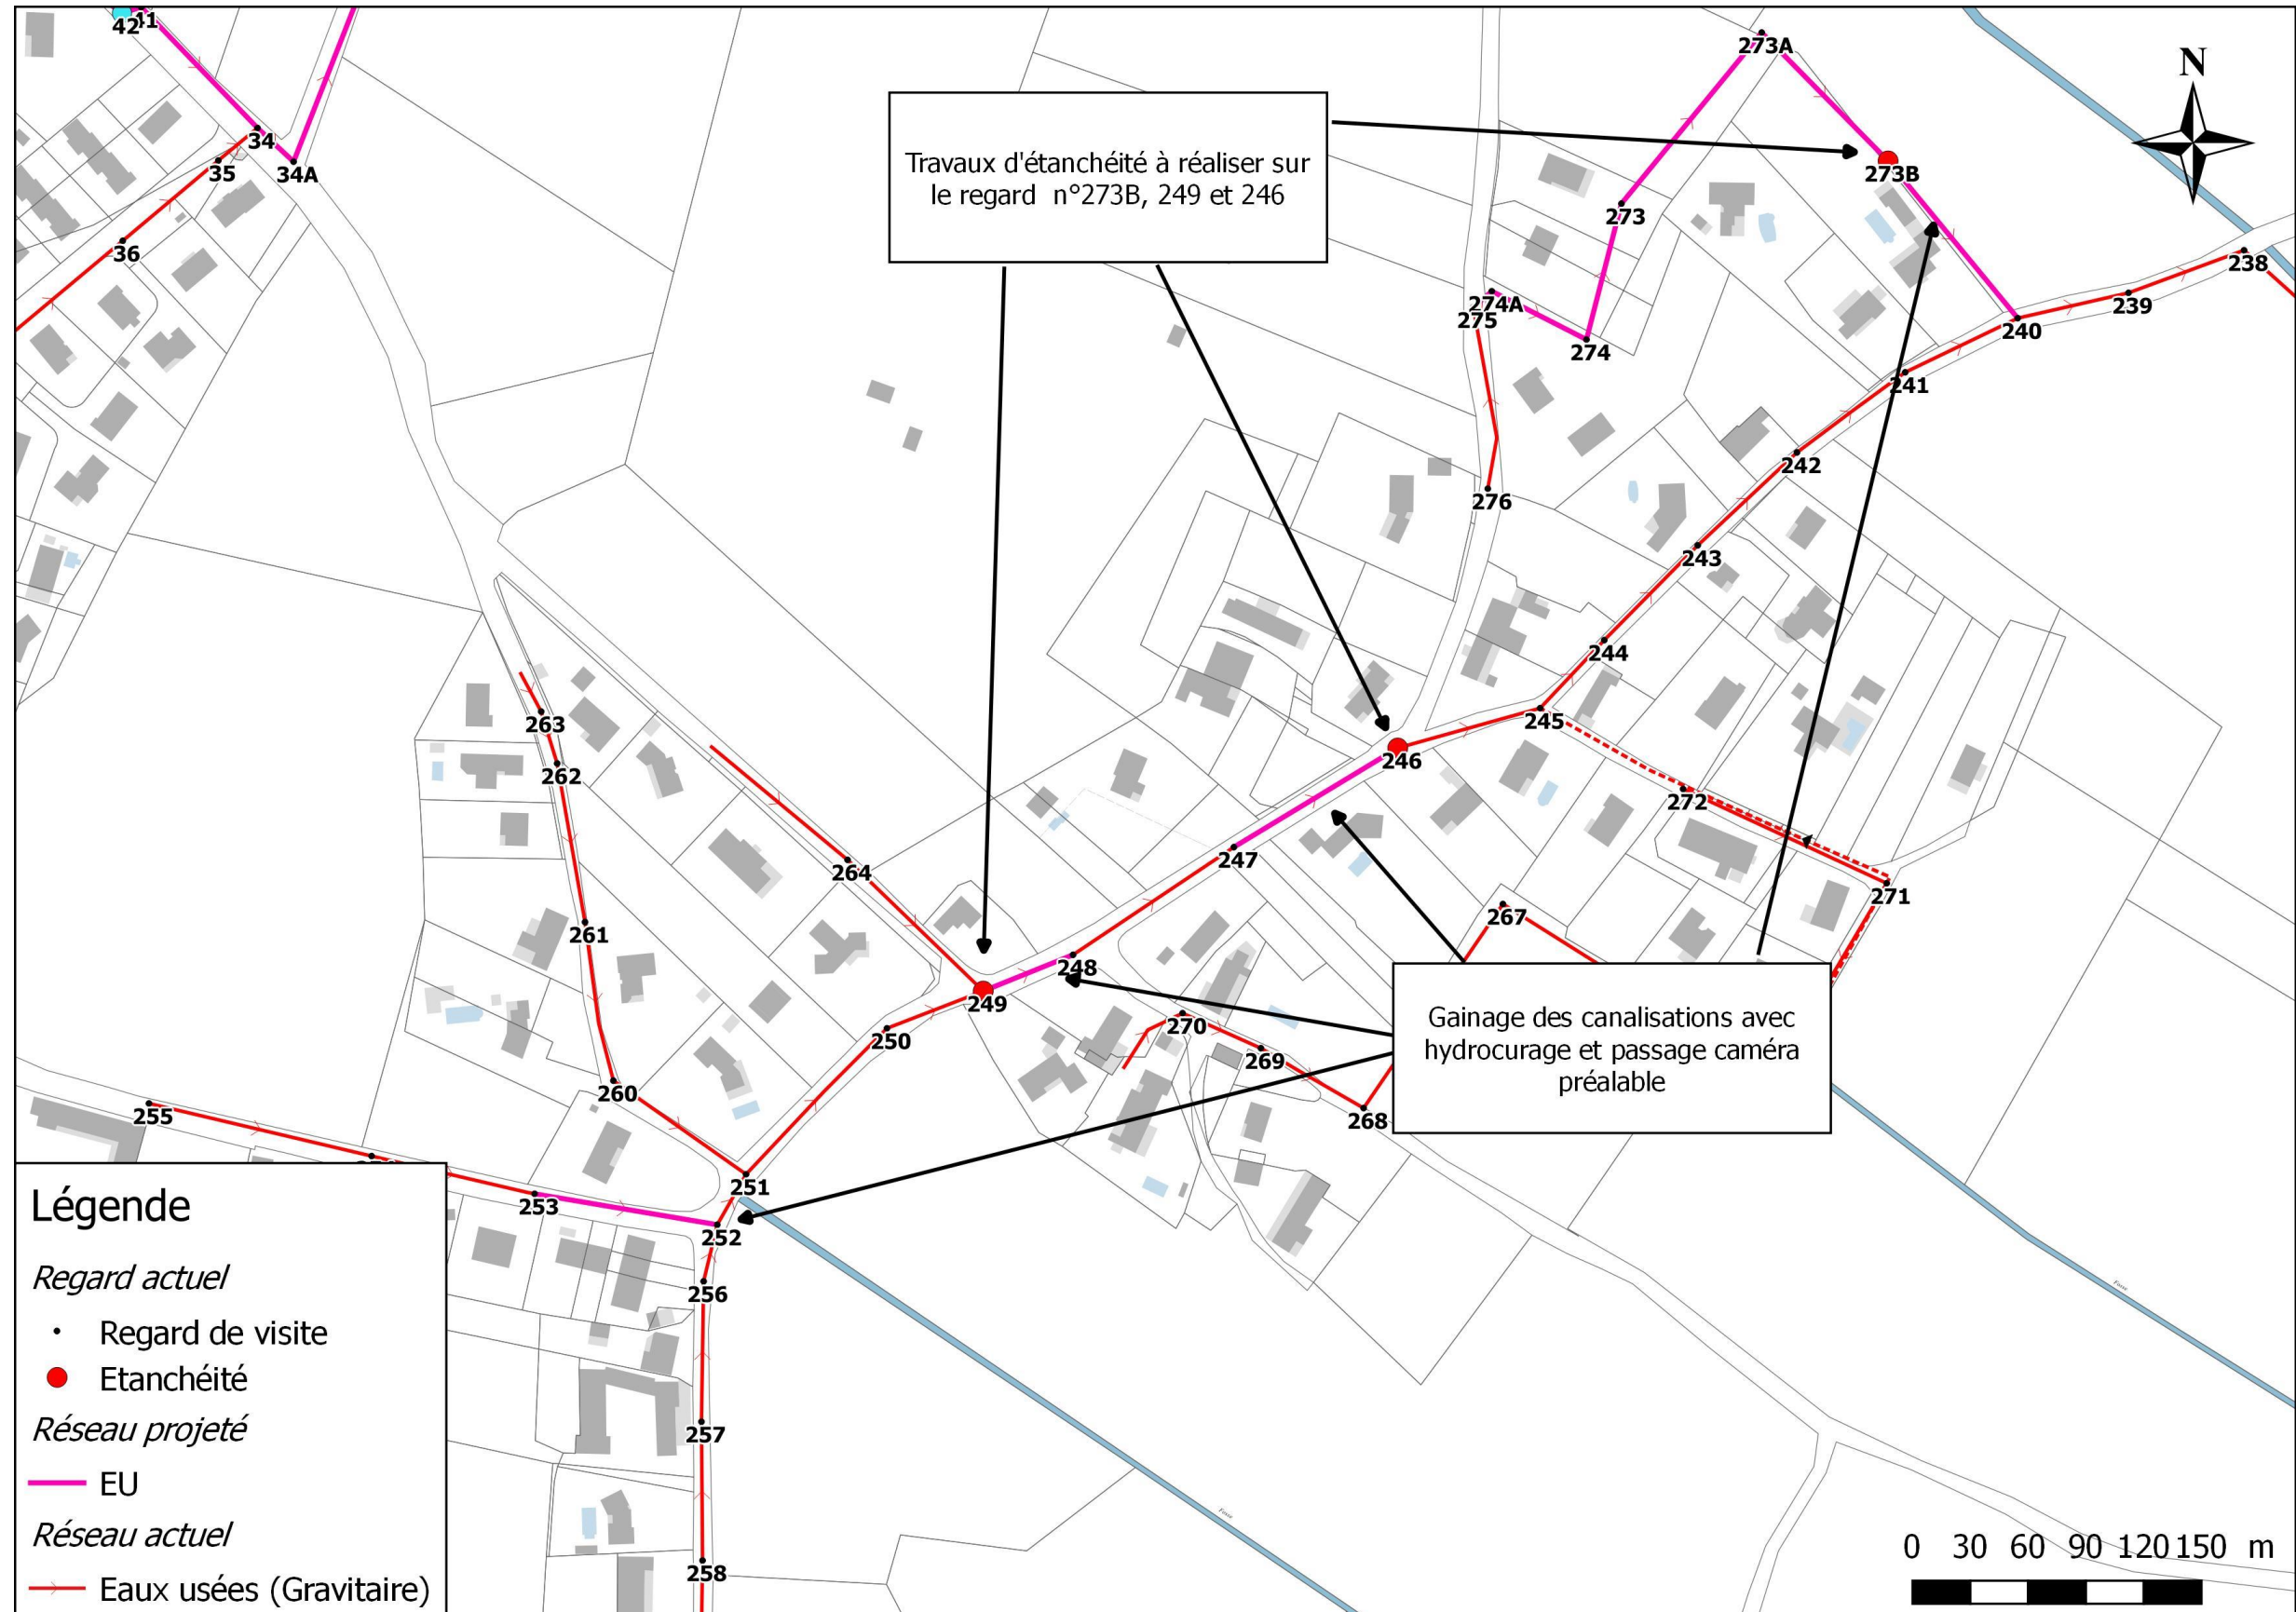 42
41
N
273A
34
34A
35
Travaux d'étanchéité à réaliser sur
le regard n°273B, 249 et 246
273B
273
36
238
274A
275
239
240
274
241
242
276
243
244
263
245
246
262
272
247
264
271
267
261
248
249
270
Gainage des canalisations avec
hydrocurage et passage caméra
préalable
250
269
260
268
255
251
253
252
Légende
Regard actuel
Regard de visite
Etanchéité
Réseau projeté
EU
Réseau actuel
Eaux usées (Gravitaire)
256
257
258
Fosse
Fosse
0 30 60 90 120 150 m